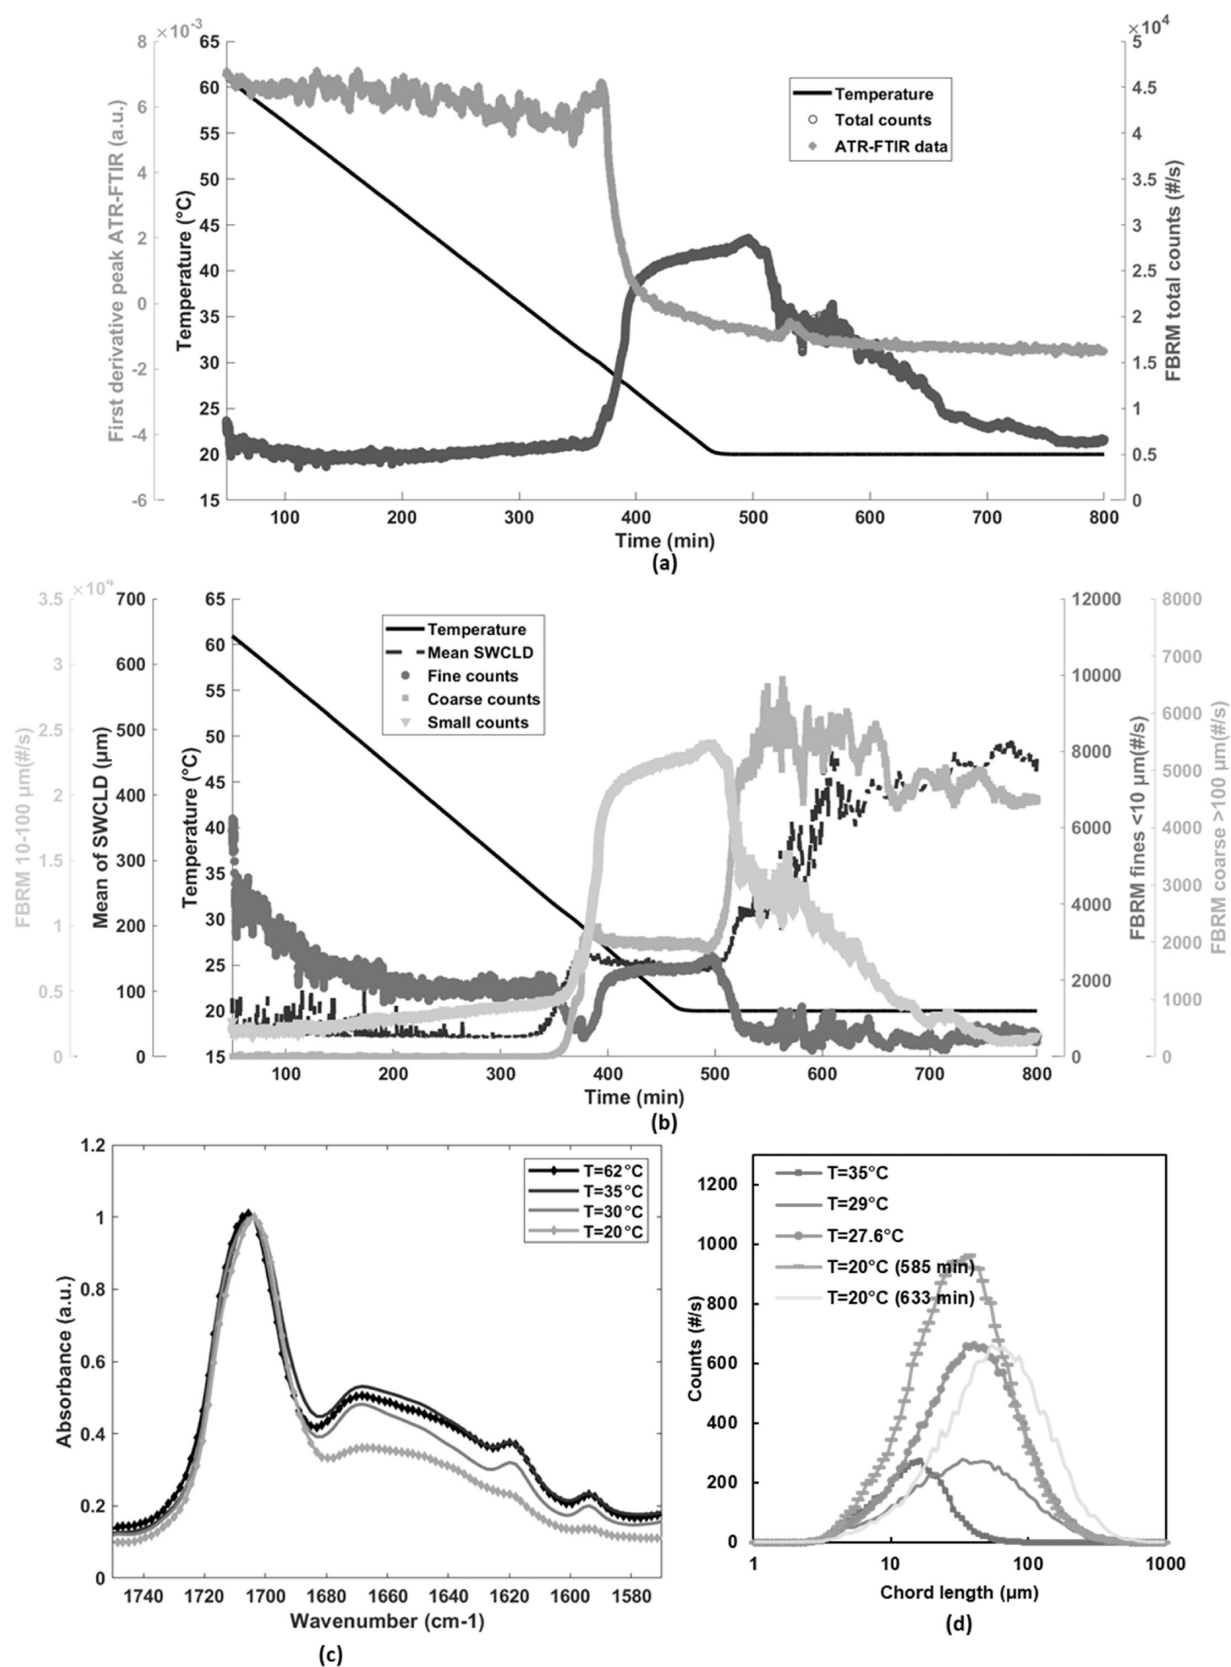 (a)
×10⁻³
×10⁴
8
6
4
2
0
-2
-4
-6
First derivative peak ATR-FTIR (a.u.)
65
60
55
50
45
40
35
30
25
20
15
Temperature (°C)
Temperature
Total counts
ATR-FTIR data
5
4.5
4
3.5
3
2.5
2
1.5
1
0.5
0
FBRM total counts (#/s)
100 200 300 400 500 600 700 800
Time (min)
(a)
×10⁴
3.5
3
2.5
2
1.5
1
0.5
0
FBRM 10-100 µm(#/s)
700
600
500
400
300
200
100
0
Mean of SWCLD (µm)
65
60
55
50
45
40
35
30
25
20
15
Temperature (°C)
Temperature
Mean SWCLD
Fine counts
Coarse counts
Small counts
12000
10000
8000
6000
4000
2000
0
FBRM fines <10 µm(#/s)
8000
7000
6000
5000
4000
3000
2000
1000
0
FBRM coarse >100 µm(#/s)
100 200 300 400 500 600 700 800
Time (min)
(b)
1.2
1
0.8
0.6
0.4
0.2
0
Absorbance (a.u.)
T=62°C
T=35°C
T=30°C
T=20°C
1740 1720 1700 1680 1660 1640 1620 1600 1580
Wavenumber (cm-1)
(c)
1200
1000
800
600
400
200
0
Counts (#/s)
T=35°C
T=29°C
T=27.6°C
T=20°C (585 min)
T=20°C (633 min)
1 10 100 1000
Chord length (µm)
(d)